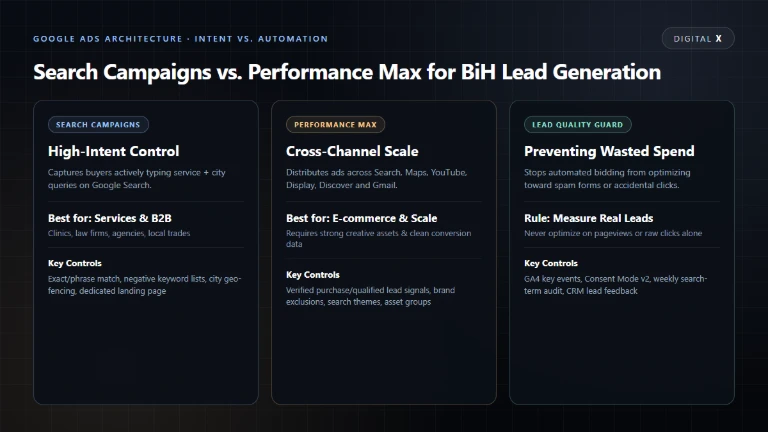 GOOGLE ADS ARCHITECTURE · INTENT VS. AUTOMATION
DIGITAL X
Search Campaigns vs. Performance Max for BiH Lead Generation
SEARCH CAMPAIGNS
High-Intent Control
Captures buyers actively typing service + city
queries on Google Search.
Best for: Services & B2B
Clinics, law firms, agencies, local trades
Key Controls
Exact/phrase match, negative keyword lists, city geo-
fencing, dedicated landing page
PERFORMANCE MAX
Cross-Channel Scale
Distributes ads across Search, Maps, YouTube,
Display, Discover and Gmail.
Best for: E-commerce & Scale
Requires strong creative assets & clean conversion
data
Key Controls
Verified purchase/qualified lead signals, brand
exclusions, search themes, asset groups
LEAD QUALITY GUARD
Preventing Wasted Spend
Stops automated bidding from optimizing
toward spam forms or accidental clicks.
Rule: Measure Real Leads
Never optimize on pageviews or raw clicks alone
Key Controls
GA4 key events, Consent Mode v2, weekly search-
term audit, CRM lead feedback